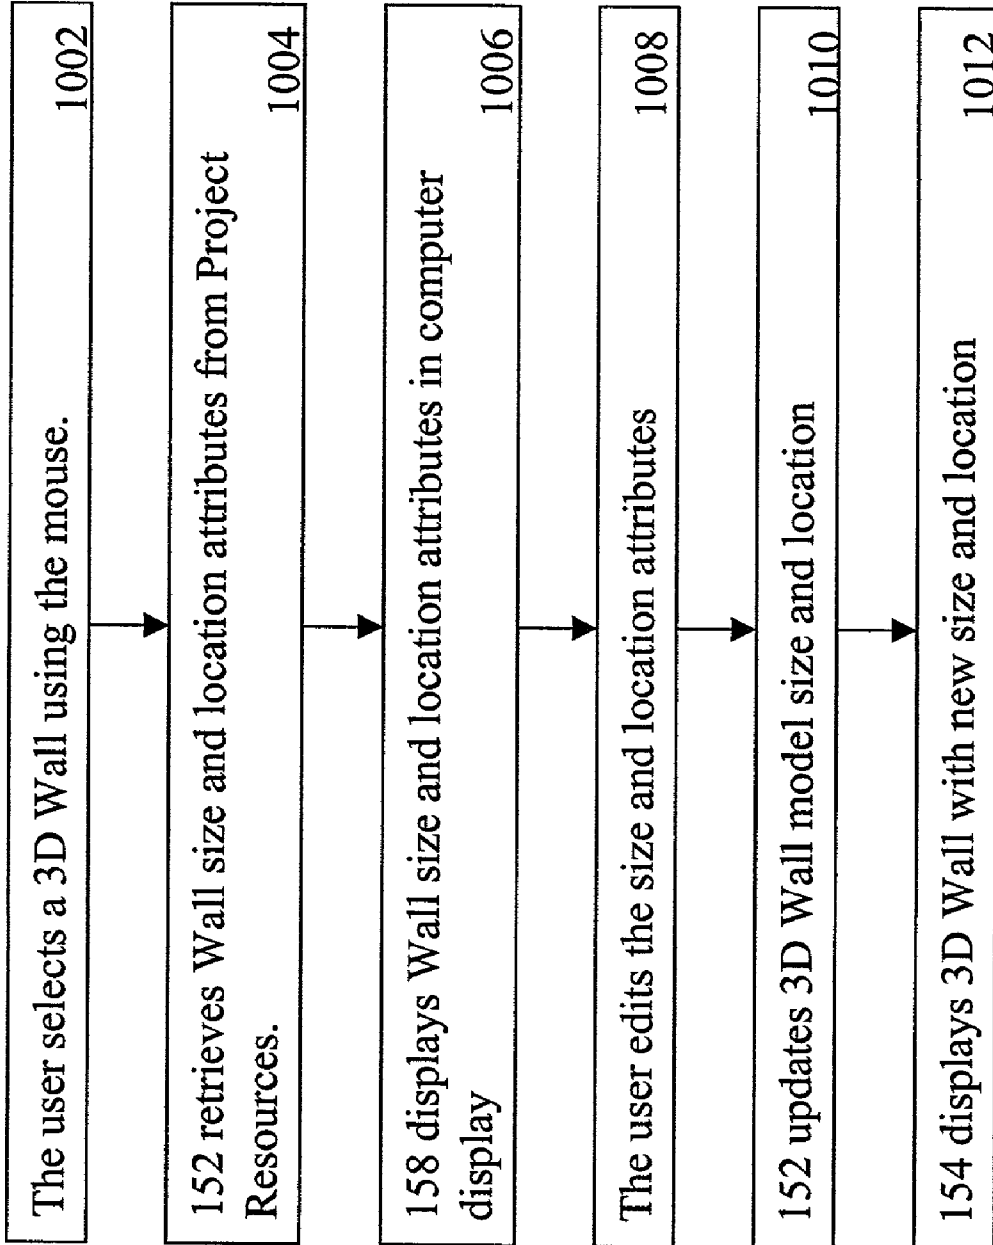 The user selects a 3D Wall using the mouse.
1002
152 retrieves Wall size and location attributes from Project
Resources.
1004
158 displays Wall size and location attributes in computer
display
1006
The user edits the size and location attributes
1008
152 updates 3D Wall model size and location
1010
154 displays 3D Wall with new size and location
1012